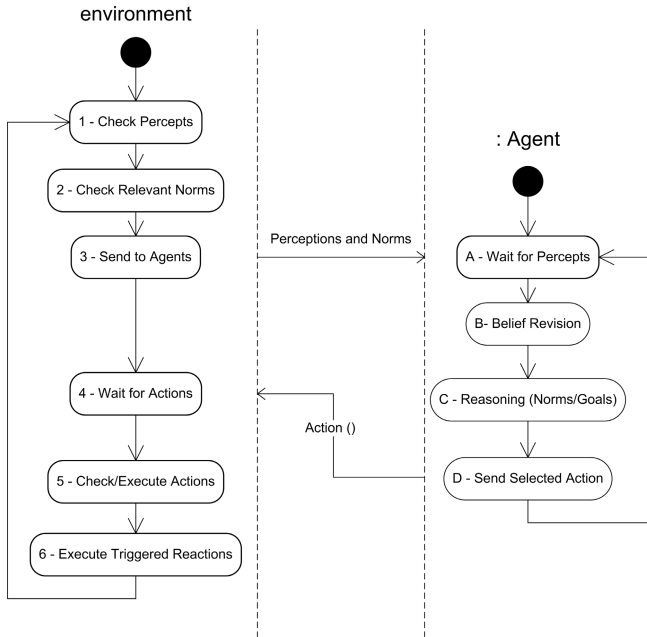 environment
1 - Check Percepts
: Agent
2 - Check Relevant Norms
Perceptions and Norms
3 - Send to Agents
A - Wait for Percepts
B- Belief Revision
4 - Wait for Actions
C - Reasoning (Norms/Goals)
Action ()
5 - Check/Execute Actions
D - Send Selected Action
6 - Execute Triggered Reactions